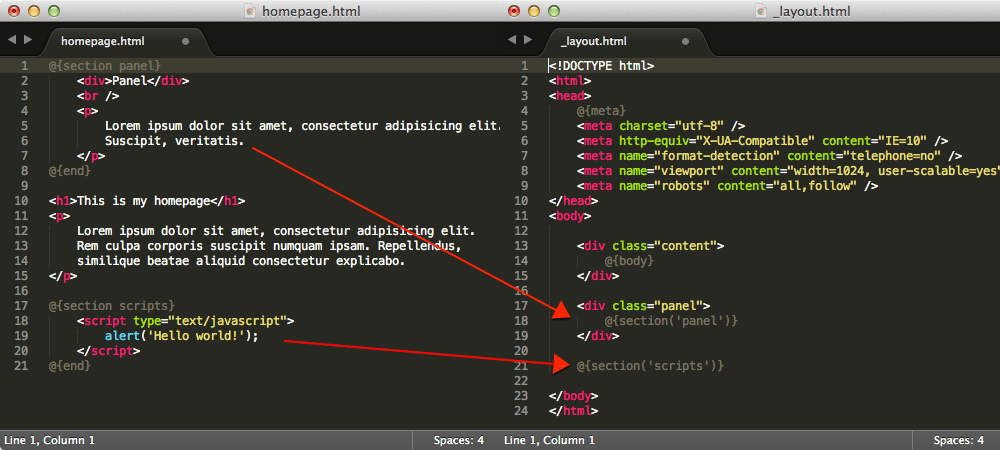 homepage.html
homepage.html
1 @{section panel}
2 <div>Panel</div>
3 <br />
4 <p>
5 Lorem ipsum dolor sit amet, consectetur adipisicing elit.
6 Suscipit, veritatis.
7 </p>
8 @{end}
9
10 <h1>This is my homepage</h1>
11 <p>
12 Lorem ipsum dolor sit amet, consectetur adipisicing elit.
13 Rem culpa corporis suscipit numquam ipsam. Repellendus,
14 similique beatae aliquid consectetur explicabo.
15 </p>
16
17 @{section scripts}
18 <script type="text/javascript">
19 alert('Hello world!');
20 </script>
21 @{end}
Line 1, Column 1
Spaces: 4
_layout.html
_layout.html
1 <!DOCTYPE html>
2 <html>
3 <head>
4 @{meta}
5 <meta charset="utf-8" />
6 <meta http-equiv="X-UA-Compatible" content="IE=10" />
7 <meta name="format-detection" content="telephone=no" />
8 <meta name="viewport" content="width=1024, user-scalable=yes"
9 <meta name="robots" content="all,follow" />
10 </head>
11 <body>
12
13 <div class="content">
14 @{body}
15 </div>
16
17 <div class="panel">
18 @{section('panel')}
19 </div>
20
21 @{section('scripts')}
22
23 </body>
24 </html>
Line 1, Column 1
Spaces: 4